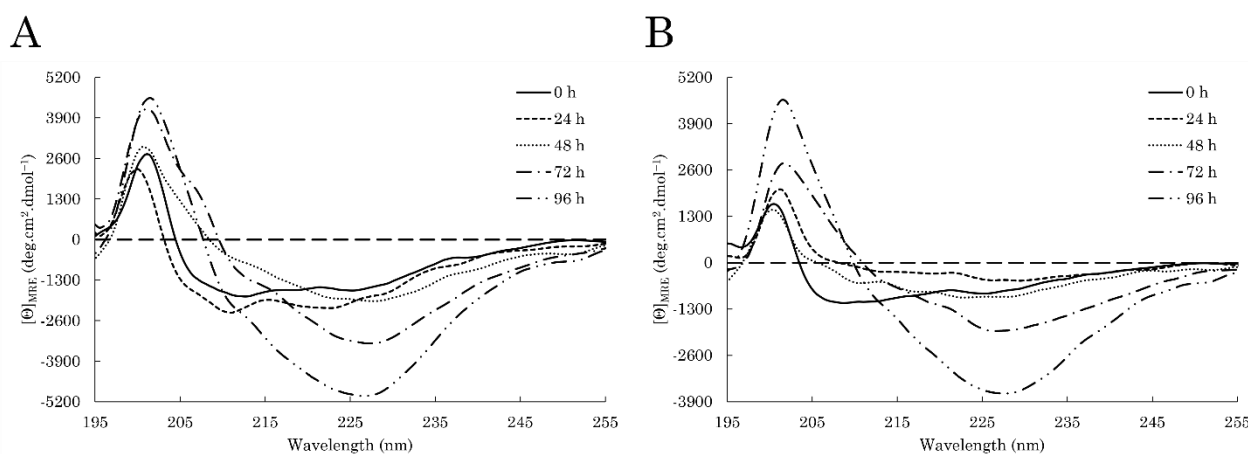 A
[Θ]MRE (deg.cm².dmol⁻¹)
5200
3900
2600
1300
0
-1300
-2600
-3900
-5200
195
205
215
225
235
245
255
Wavelength (nm)
0 h
24 h
48 h
72 h
96 h
B
[Θ]MRE (deg.cm².dmol⁻¹)
5200
3900
2600
1300
0
-1300
-2600
-3900
195
205
215
225
235
245
255
Wavelength (nm)
0 h
24 h
48 h
72 h
96 h